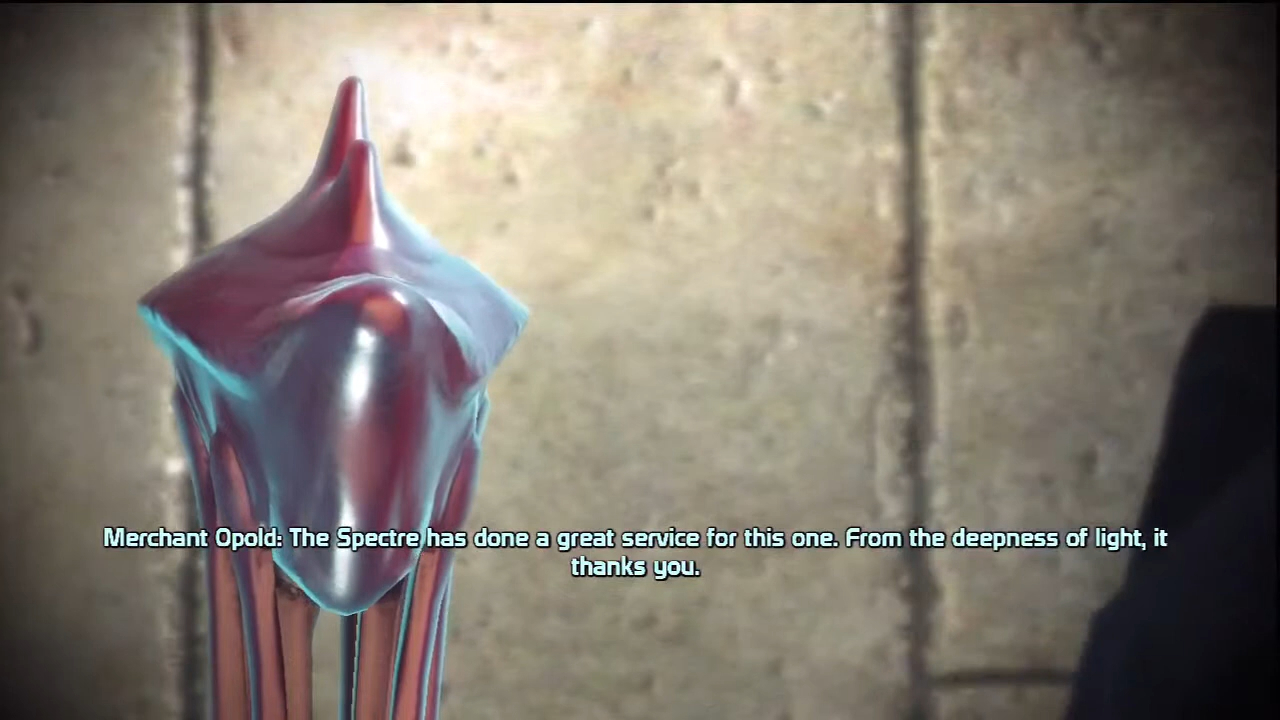 Merchant Opold: The Spectre has done a great service for this one. From the deepness of light, it
thanks you.